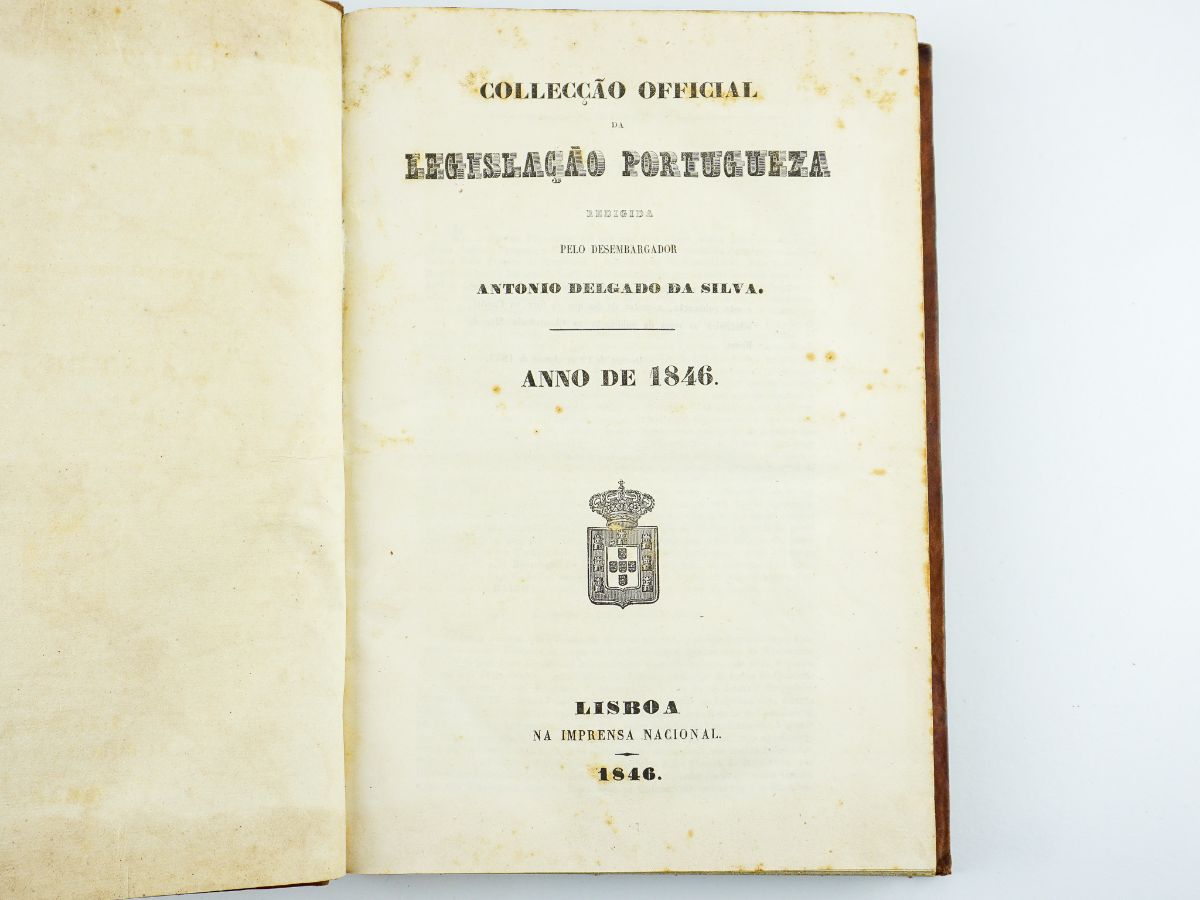 COLLECÇÃO OFFICIAL
DA
LEGISLAÇÃO PORTUGUEZA
REDIGIDA
PELO DESEMBARGADOR
ANTONIO DELGADO DA SILVA.
ANNO DE 1846.
LISBOA
NA IMPRENSA NACIONAL.
1846.